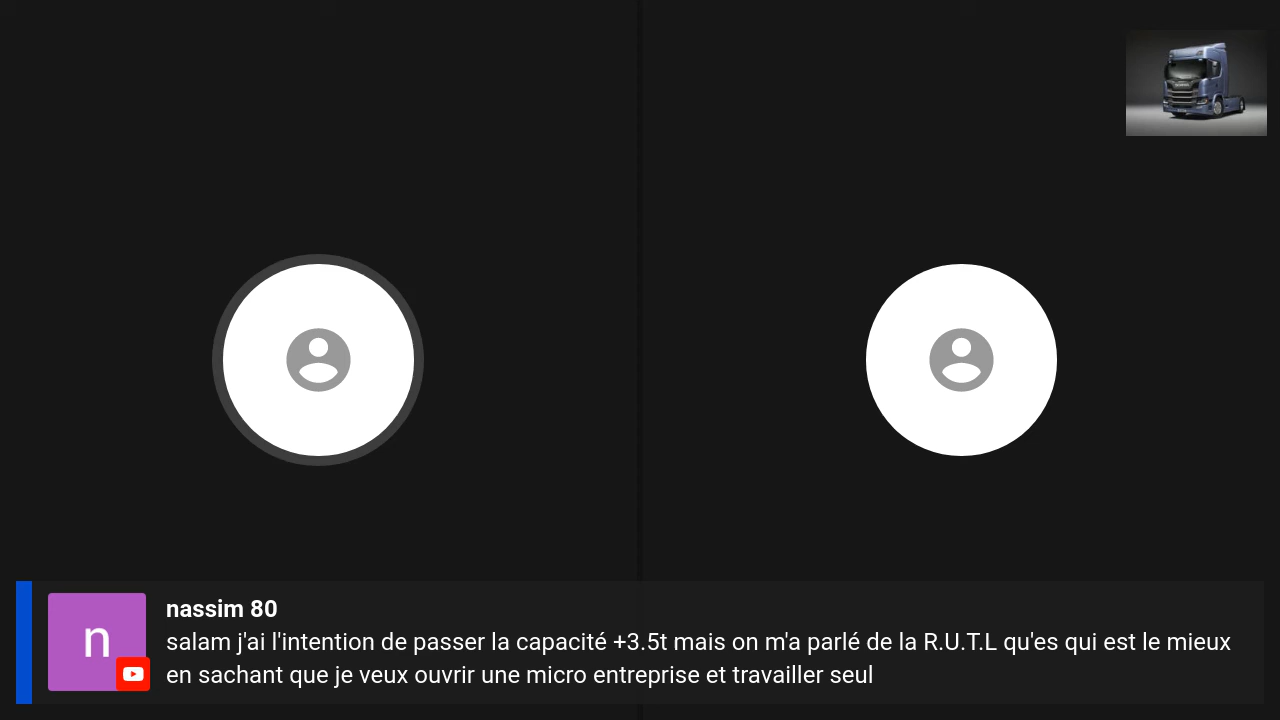 nassim 80
salam j'ai l'intention de passer la capacité +3.5t mais on m'a parlé de la R.U.T.L qu'es qui est le mieux
en sachant que je veux ouvrir une micro entreprise et travailler seul
n